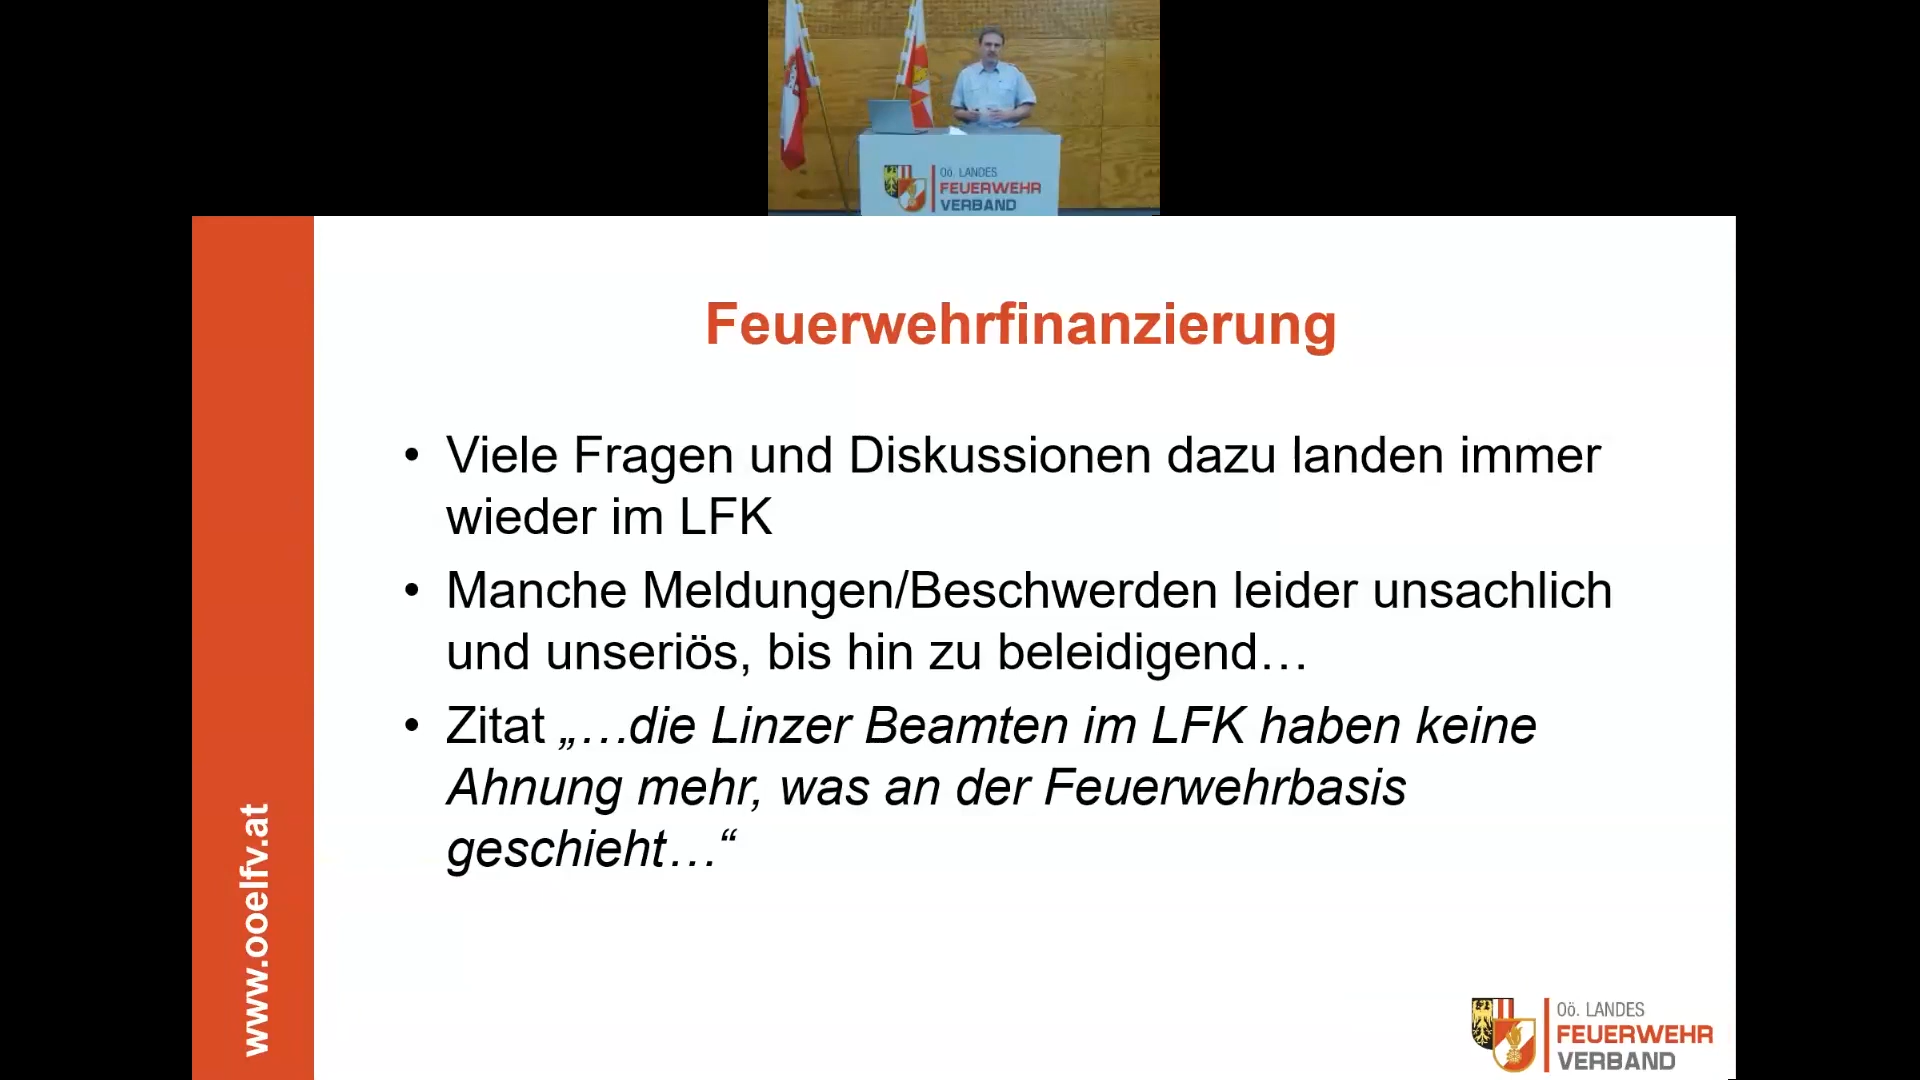 OÖ. LANDES
FEUERWEHR
VERBAND
Feuerwehrfinanzierung
• Viele Fragen und Diskussionen dazu landen immer
wieder im LFK
• Manche Meldungen/Beschwerden leider unsachlich
und unseriös, bis hin zu beleidigend…
• Zitat „…die Linzer Beamten im LFK haben keine
Ahnung mehr, was an der Feuerwehrbasis
geschieht…“
www.ooelfv.at
OÖ. LANDES
FEUERWEHR
VERBAND